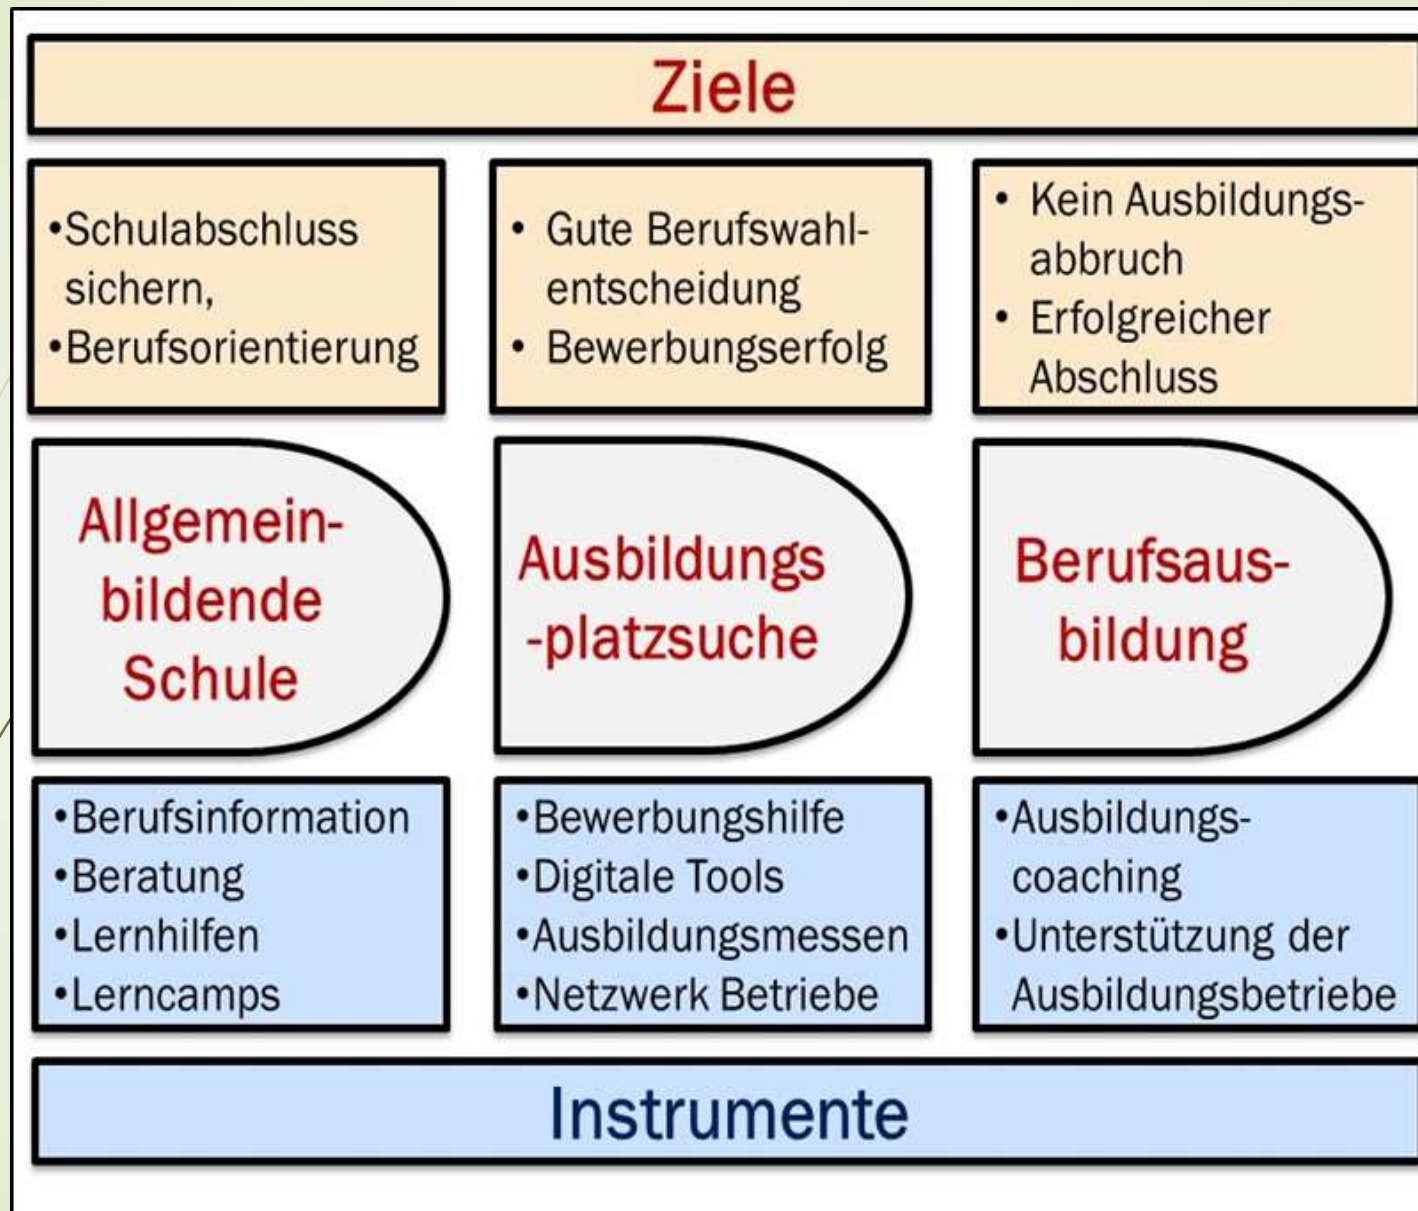 Ziele
•Schulabschluss
sichern,
•Berufsorientierung
• Gute Berufswahl-
entscheidung
• Bewerbungserfolg
• Kein Ausbildungs-
abbruch
• Erfolgreicher
Abschluss
Allgemein-
bildende
Schule
Ausbildungs
-platzsuche
Berufsaus-
bildung
•Berufsinformation
•Beratung
•Lernhilfen
•Lerncamps
•Bewerbungshilfe
•Digitale Tools
•Ausbildungsmessen
•Netzwerk Betriebe
•Ausbildungs-
coaching
•Unterstützung der
Ausbildungsbetriebe
Instrumente